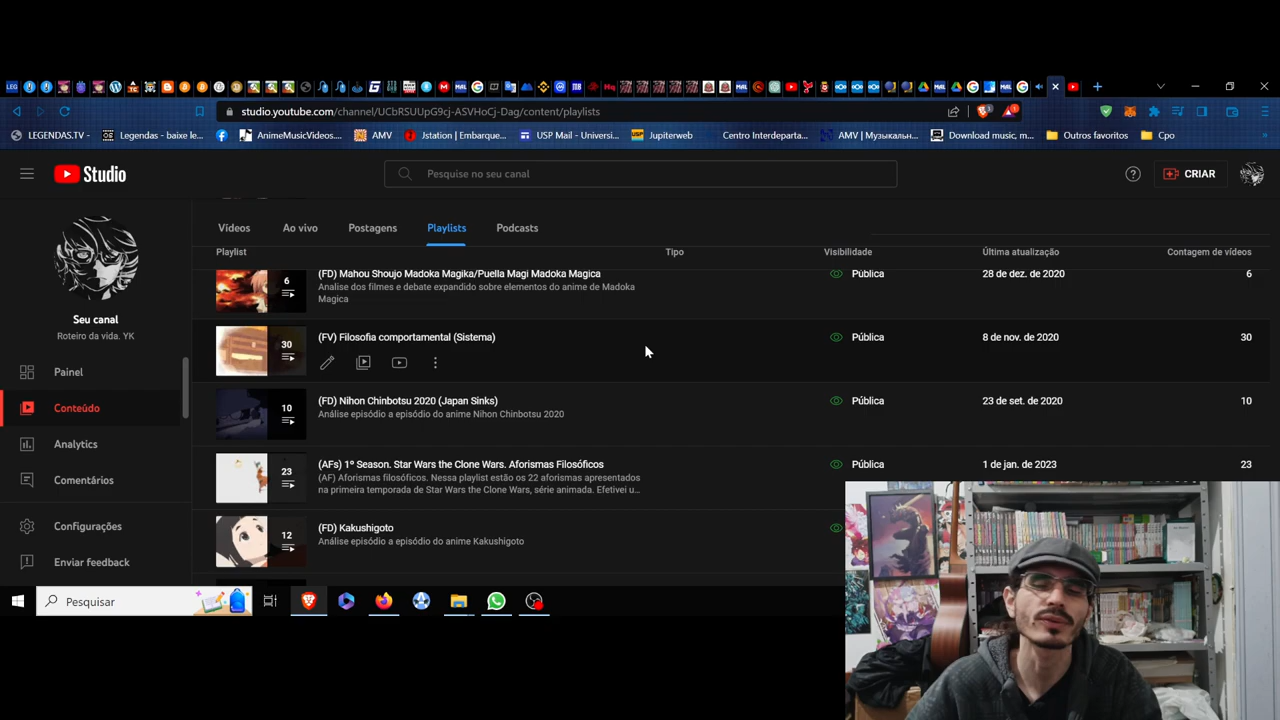 studio.youtube.com/channel/UCbRSUUpG9cj-ASVHoCj-Dag/content/playlists
LEGENDAS.TV -
Legendas - baixe le...
AnimeMusicVideos....
AMV
Jstation | Embarque...
USP Mail - Universi...
Jupiterweb
Centro Interdeparta...
AMV | Музыкальн...
Download music, m...
Outros favoritos
Cpo
Studio
Pesquise no seu canal
CRIAR
Vídeos
Ao vivo
Postagens
Playlists
Podcasts
Playlist
Tipo
Visibilidade
Última atualização
Contagem de vídeos
Seu canal
Roteiro da vida. YK
Painel
Conteúdo
Analytics
Comentários
Configurações
Enviar feedback
6
(FD) Mahou Shoujo Madoka Magika/Puella Magi Madoka Magica
Analise dos filmes e debate expandido sobre elementos do anime de Madoka
Magica
Pública
28 de dez. de 2020
6
30
(FV) Filosofia comportamental (Sistema)
Pública
8 de nov. de 2020
30
10
(FD) Nihon Chinbotsu 2020 (Japan Sinks)
Análise episódio a episódio do anime Nihon Chinbotsu 2020
Pública
23 de set. de 2020
10
23
(AFs) 1º Season. Star Wars the Clone Wars. Aforismas Filosóficos
(AF) Aforismas filosóficos. Nessa playlist estão os 22 aforismas apresentados
na primeira temporada de Star Wars the Clone Wars, série animada. Efetivei u...
Pública
1 de jan. de 2023
23
12
(FD) Kakushigoto
Análise episódio a episódio do anime Kakushigoto
Pesquisar